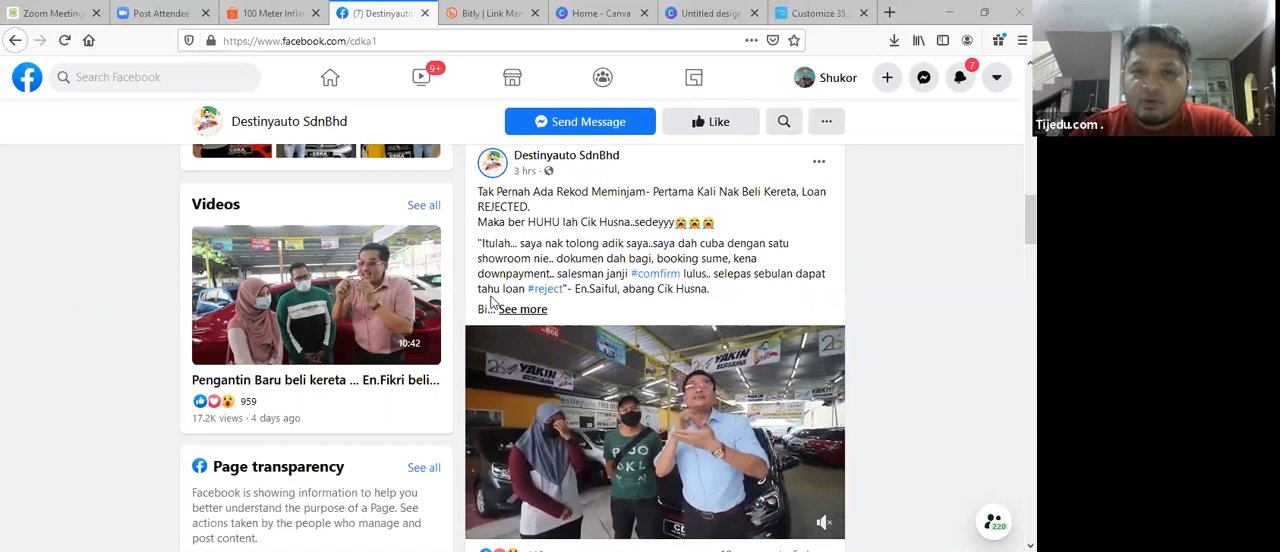 Zoom Meeting
Post Attendee
100 Meter Infla
(7) Destinyauto
Bitly | Link Mar
Home - Canva
Untitled design
Customize 35,
https://www.facebook.com/cdka1
Search Facebook
9+
Shukor
7
Destinyauto SdnBhd
Send Message
Like
Tijedu.com .
Destinyauto SdnBhd
3 hrs ·
Tak Pernah Ada Rekod Meminjam- Pertama Kali Nak Beli Kereta, Loan
REJECTED.
Maka ber HUHU lah Cik Husna..sedeyyy😭😭😭
"Itulah... saya nak tolong adik saya..saya dah cuba dengan satu
showroom nie.. dokumen dah bagi, booking sume, kena
downpayment.. salesman janji #comfirm lulus.. selepas sebulan dapat
tahu loan #reject"- En.Saiful, abang Cik Husna.
Bi... See more
Videos
See all
10:42
Pengantin Baru beli kereta ... En.Fikri beli...
959
17.2K views · 4 days ago
Page transparency
See all
Facebook is showing information to help you
better understand the purpose of a Page. See
actions taken by the people who manage and
post content.
YAKIN
BERSAMA
220